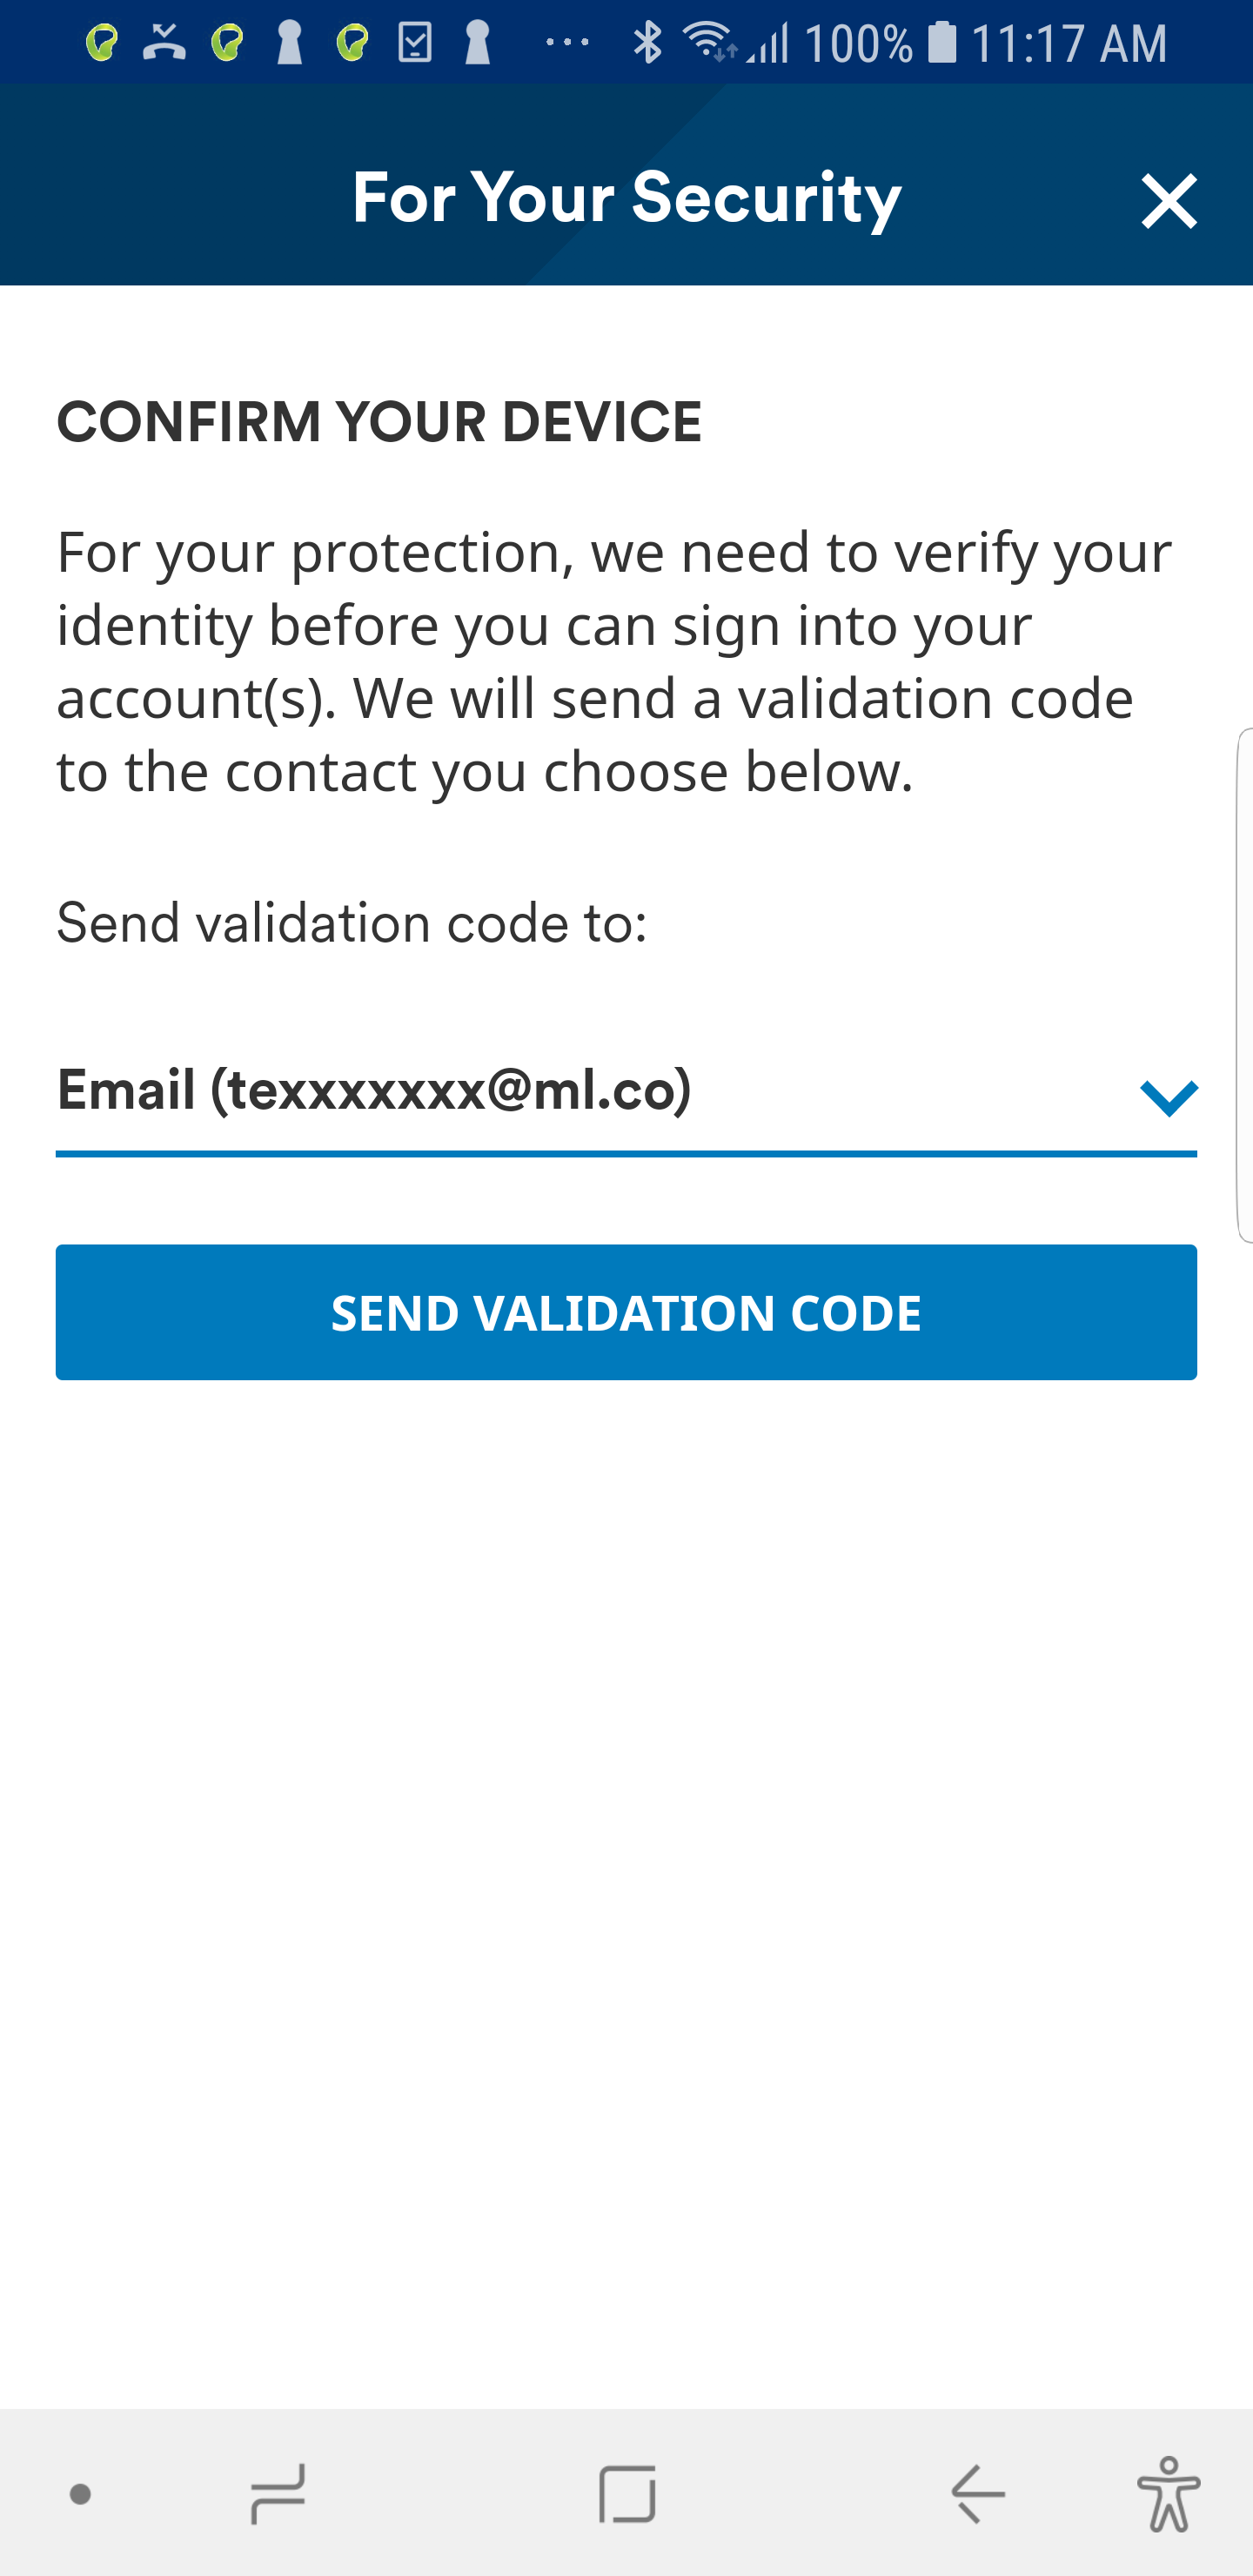 100% 11:17 AM
For Your Security
CONFIRM YOUR DEVICE
For your protection, we need to verify your
identity before you can sign into your
account(s). We will send a validation code
to the contact you choose below.
Send validation code to:
Email (texxxxxxx@ml.co)
SEND VALIDATION CODE